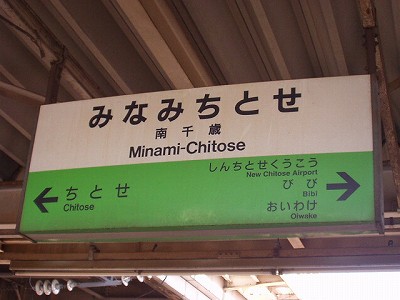 みなみちとせ
南千歳
Minami-Chitose
しんちとせくうこう
New Chitose Airport
ちとせ
Chitose
びび
Bibi
おいわけ
Oiwake